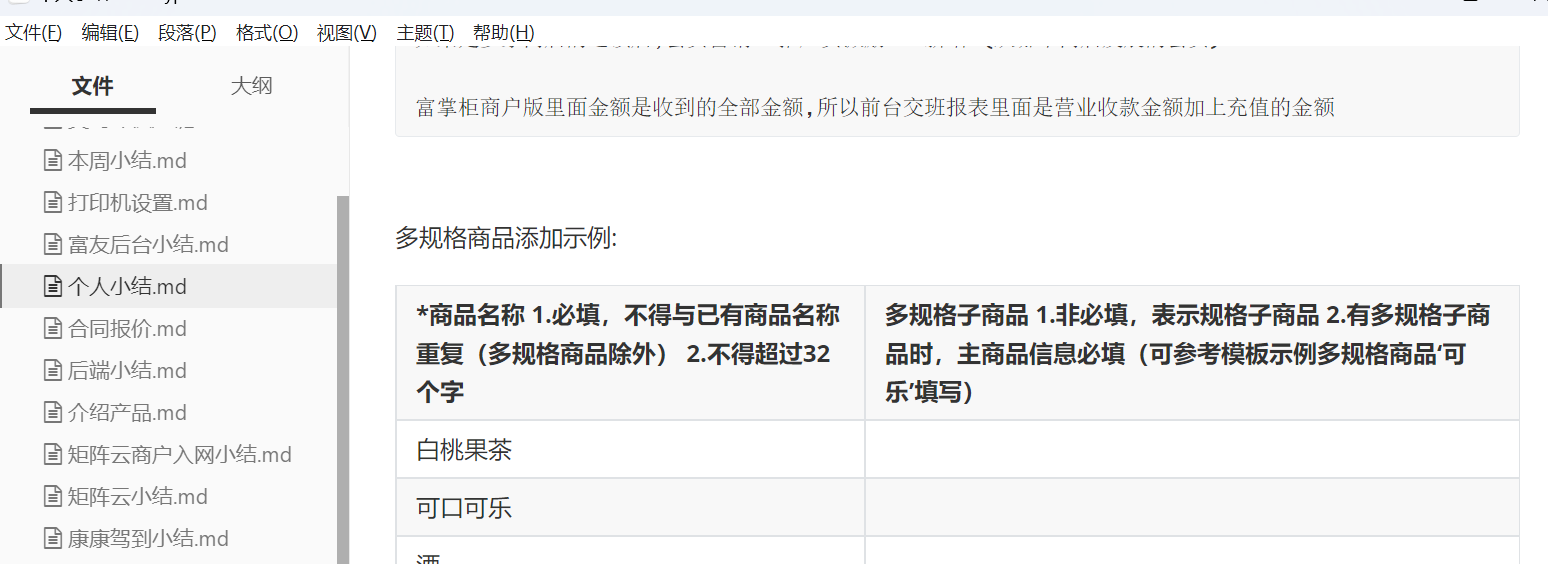 文件(F) 编辑(E) 段落(P) 格式(O) 视图(V) 主题(T) 帮助(H)
文件 大纲
本周小结.md
打印机设置.md
富友后台小结.md
个人小结.md
合同报价.md
后端小结.md
介绍产品.md
矩阵云商户入网小结.md
矩阵云小结.md
康康驾到小结.md
富掌柜商户版里面金额是收到的全部金额,所以前台交班报表里面是营业收款金额加上充值的金额
多规格商品添加示例:
*商品名称 1.必填，不得与已有商品名称
重复（多规格商品除外） 2.不得超过32
个字
多规格子商品 1.非必填，表示规格子商品 2.有多规格子商
品时，主商品信息必填（可参考模板示例多规格商品‘可
乐’填写）
白桃果茶
可口可乐